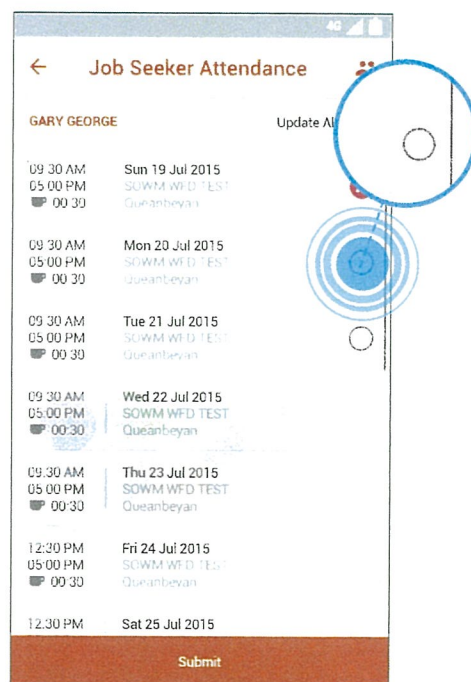 4G
Job Seeker Attendance
GARY GEORGE
Update
09 30 AM Sun 19 Jul 2015
05 00 PM SOWM WFD TEST
00 30 Queanbeyan
09 30 AM Mon 20 Jul 2015
05 00 PM SOWM WFD TEST
00 30 Queanbeyan
09 30 AM Tue 21 Jul 2015
05 00 PM SOWM WFD TEST
00 30 Queanbeyan
09 30 AM Wed 22 Jul 2015
05:00 PM SOWM WFD TEST
00:30 Queanbeyan
09.30 AM Thu 23 Jul 2015
05 00 PM SOWM WFD TEST
00:30 Queanbeyan
12:30 PM Fri 24 Jul 2015
05:00 PM SOWM WFD TEST
00:30 Queanbeyan
12.30 PM Sat 25 Jul 2015
Submit